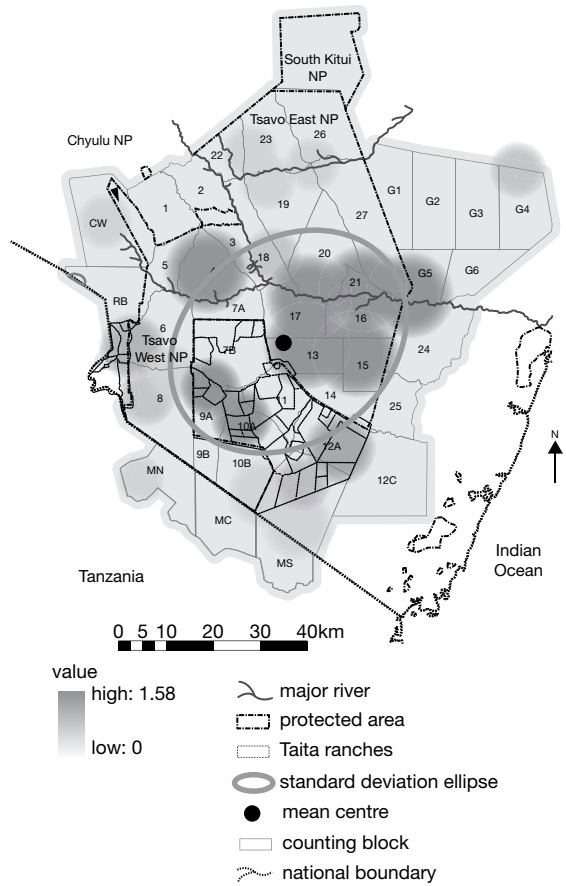 South Kitui
NP
Tsavo East NP
Chyulu NP
22
23
26
2
1
CW
19
27
G1
G2
G3
G4
3
5
18
20
21
G5
G6
RB
7A
17
16
6
Tsavo
West NP
7B
13
15
24
8
9A
10A
11
14
25
12A
9B
10B
12C
MN
MC
MS
N
Indian
Ocean
Tanzania
0 5 10 20 30 40km
value
high: 1.58
low: 0
major river
protected area
Taita ranches
standard deviation ellipse
mean centre
counting block
national boundary